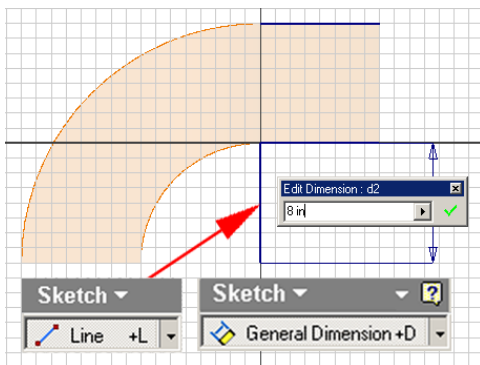 Edit Dimension : d2
8 in
Sketch
Line +L
Sketch
General Dimension +D